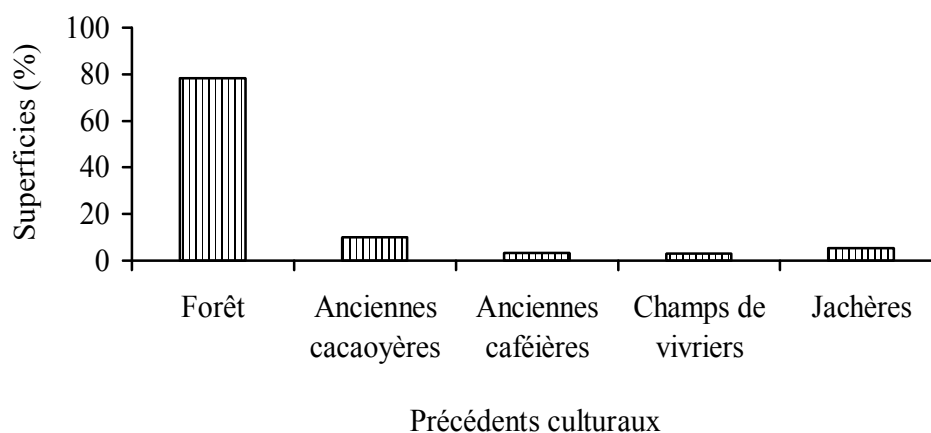 100
80
60
40
20
0
Superficies (%)
Forêt
Anciennes
cacaoyères
Anciennes
caféières
Champs de
vivriers
Jachères
Précédents culturaux